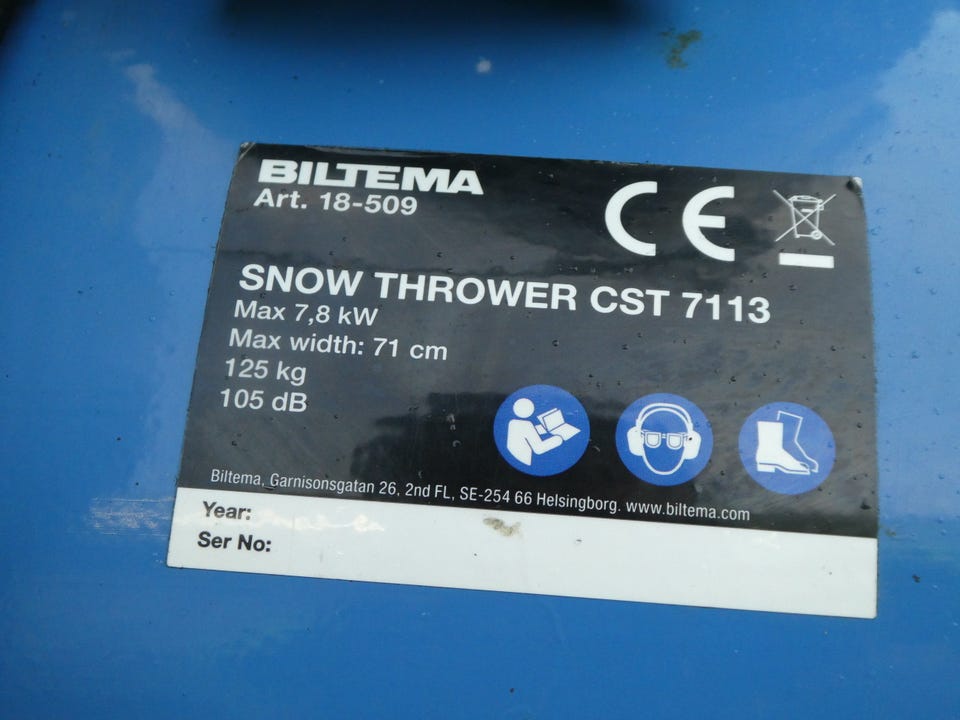 BILTEMA
Art. 18-509
CE
SNOW THROWER CST 7113
Max 7,8 kW
Max width: 71 cm
125 kg
105 dB
Biltema, Garnisonsgatan 26, 2nd FL, SE-254 66 Helsingborg. www.biltema.com
Year:
Ser No: